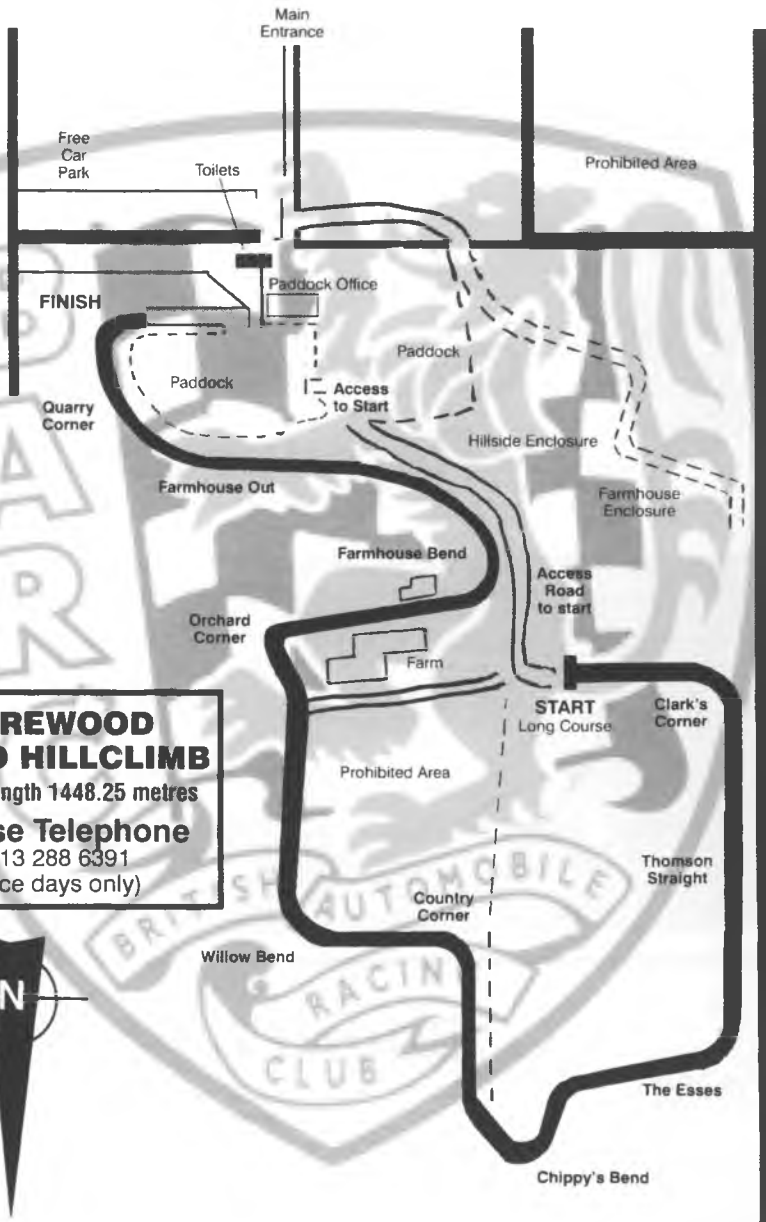 Main
Entrance
Free
Car
Park
Toilets
Prohibited Area
FINISH
Paddock Office
Paddock
Paddock
Access
to Start
Quarry
Corner
Hillside Enclosure
Farmhouse Out
Farmhouse
Enclosure
Farmhouse Bend
Access
Road
to start
Orchard
Corner
Farm
START
Long Course
Clark's
Corner
REWOOD
HILLCLIMB
ngth 1448.25 metres
se Telephone
13 288 6391
ce days only)
Prohibited Area
Thomson
Straight
Country
Corner
Willow Bend
BRITISH AUTOMOBILE
RACING
CLUB
N
The Esses
Chippy's Bend
B
A
R